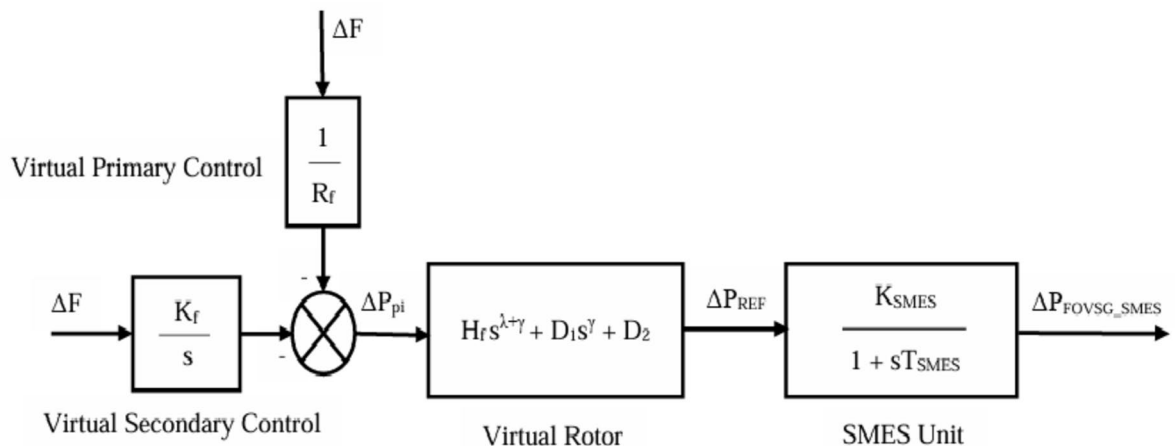 ΔF
1
R_f
Virtual Primary Control
-
ΔF
K_f
s
-
Virtual Secondary Control
ΔP_pi
H_f s^{λ+γ} + D_1s^γ + D_2
Virtual Rotor
ΔP_REF
K_SMES
1 + sT_SMES
SMES Unit
ΔP_FOVSG_SMES